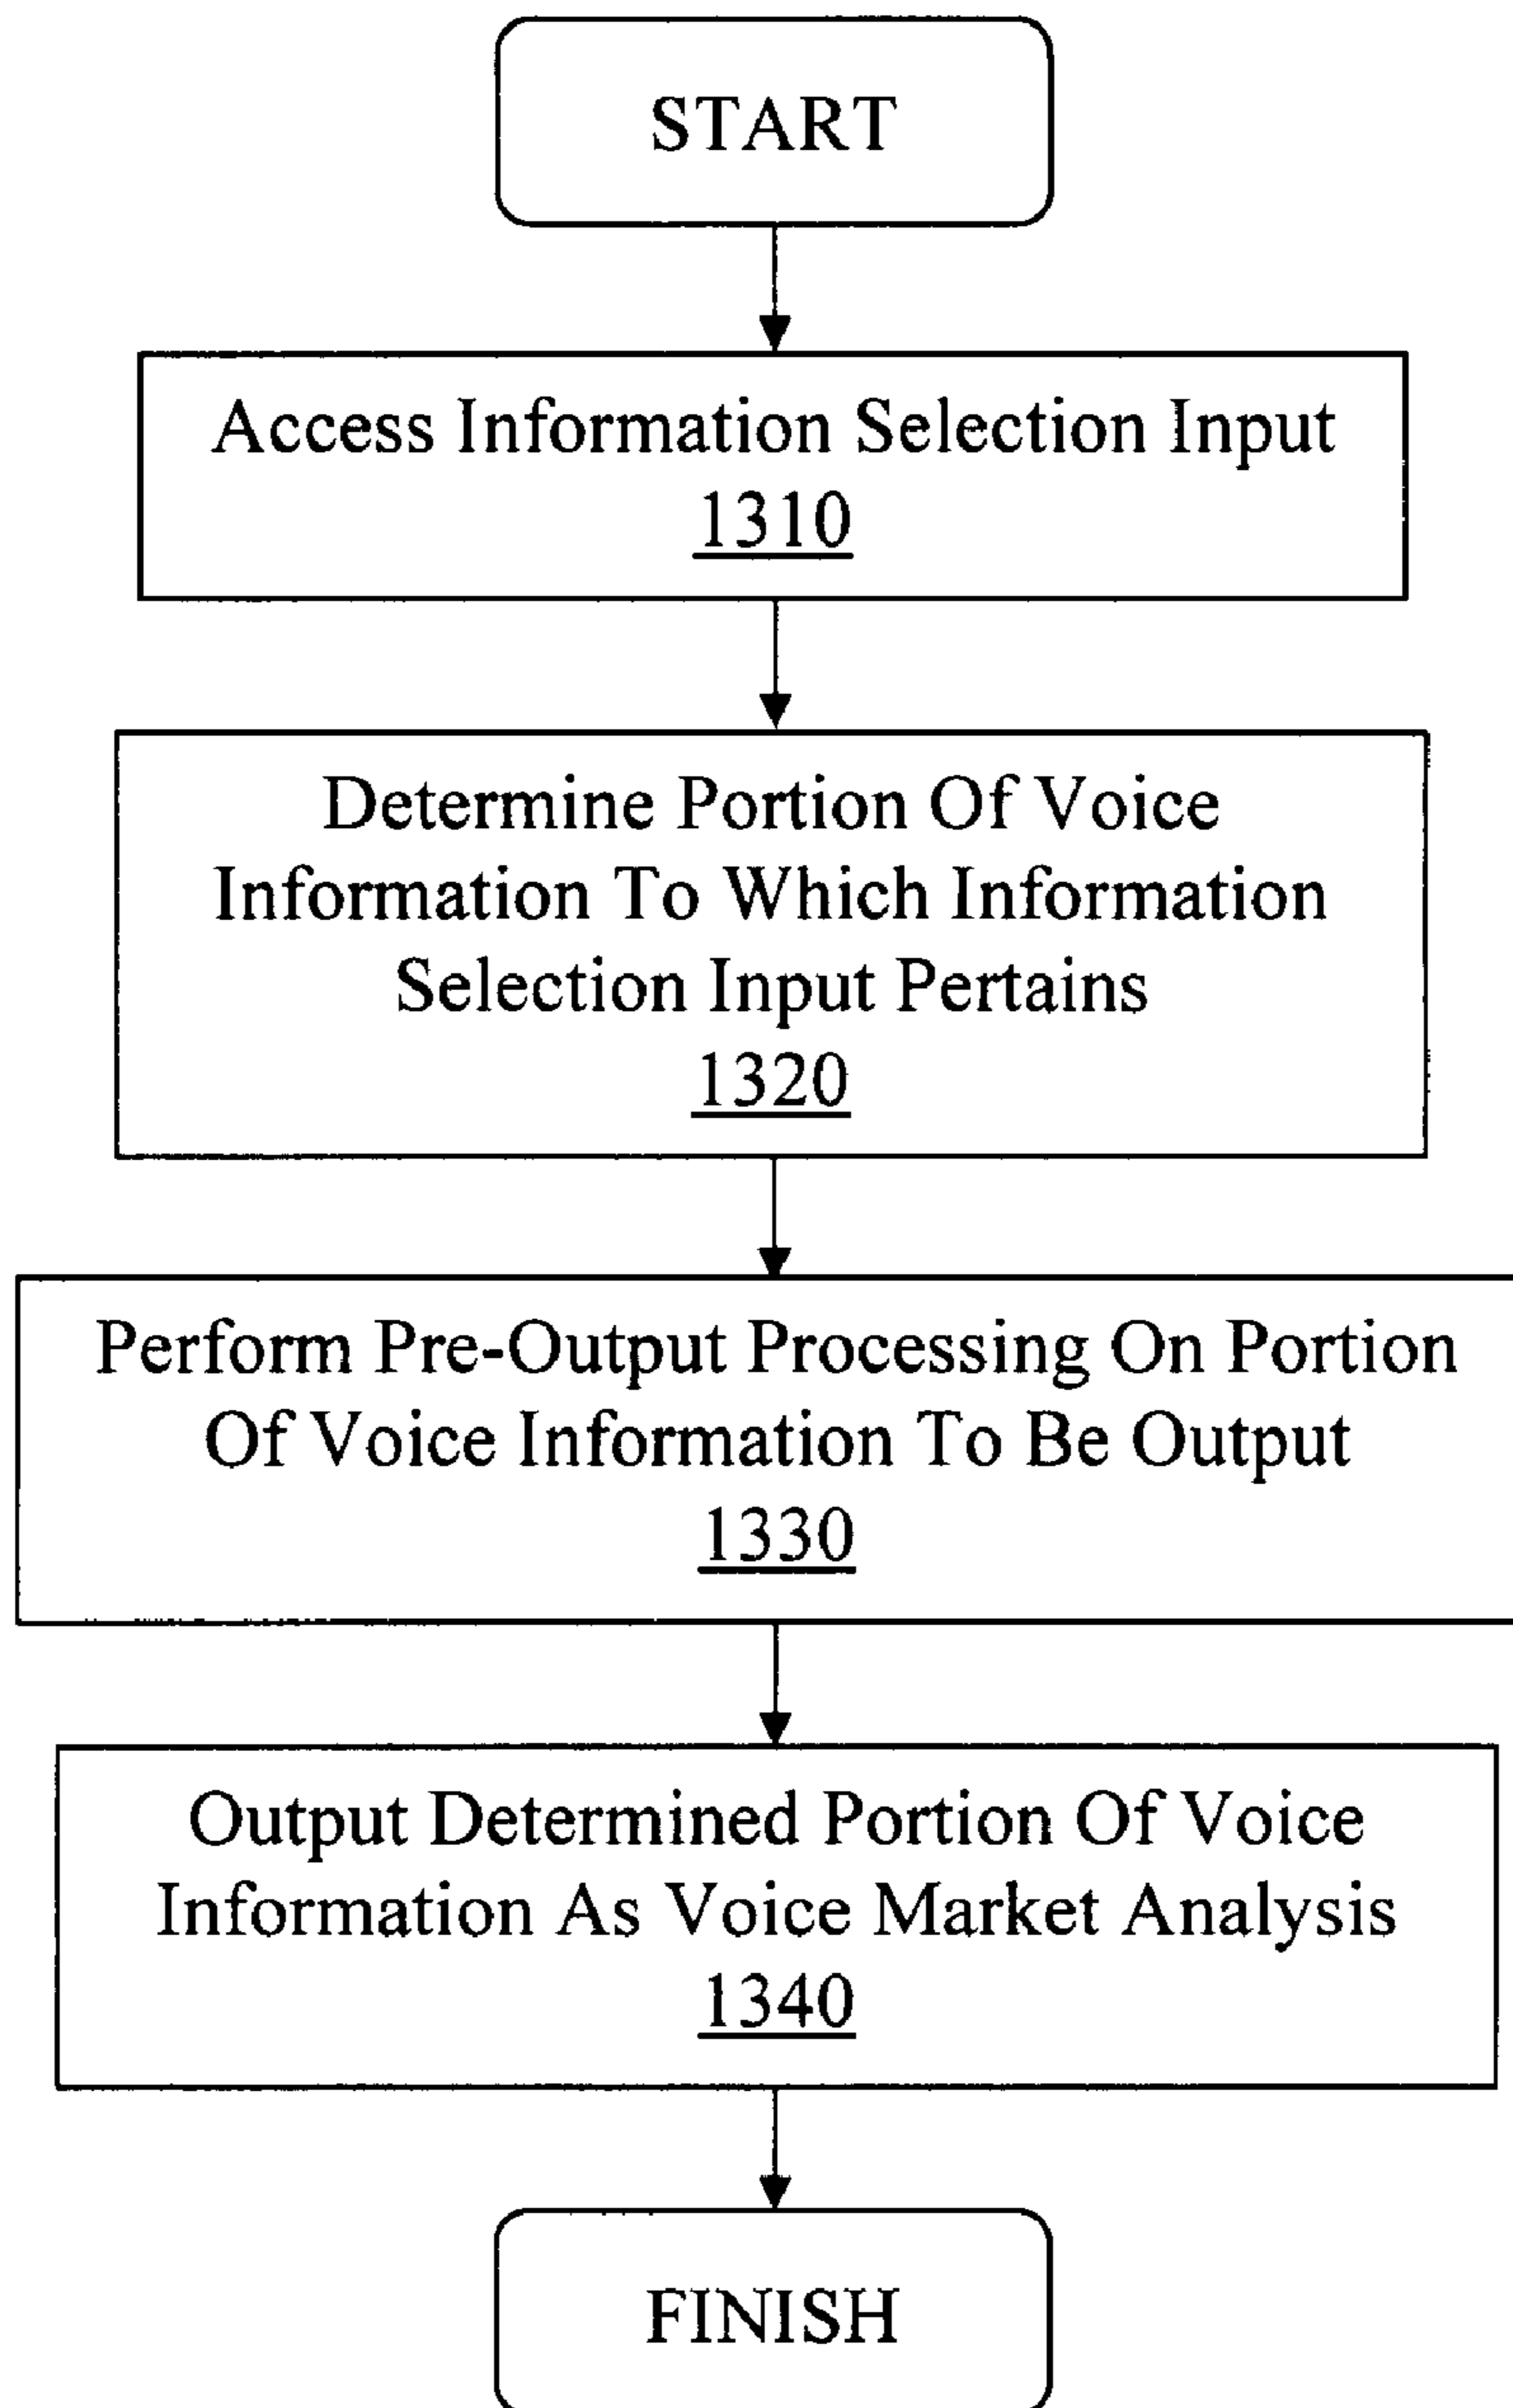 START
Access Information Selection Input
1310
Determine Portion Of Voice
Information To Which Information
Selection Input Pertains
1320
Perform Pre-Output Processing On Portion
Of Voice Information To Be Output
1330
Output Determined Portion Of Voice
Information As Voice Market Analysis
1340
FINISH